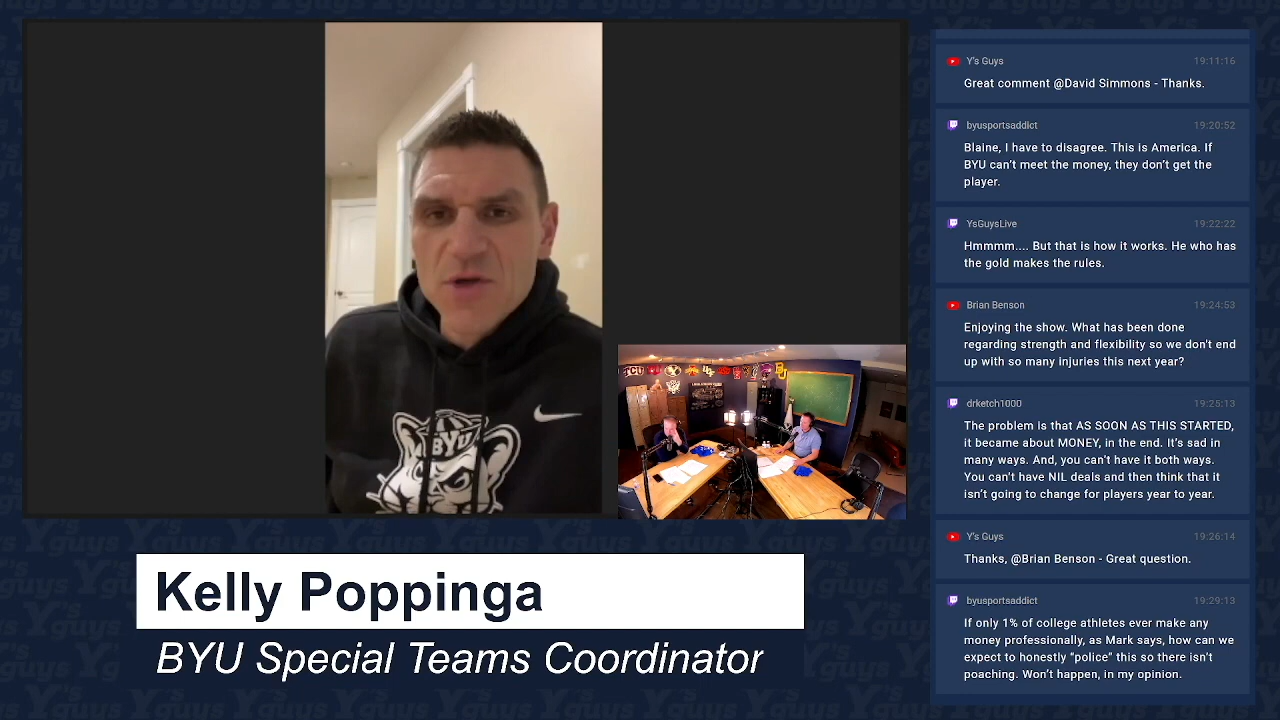 BYU
TCU
Kelly Poppinga
BYU Special Teams Coordinator
Y's Guys 19:11:16
Great comment @David Simmons - Thanks.
byusportsaddict 19:20:52
Blaine, I have to disagree. This is America. If
BYU can't meet the money, they don't get the
player.
YsGuysLive 19:22:22
Hmmmm.... But that is how it works. He who has
the gold makes the rules.
Brian Benson 19:24:53
Enjoying the show. What has been done
regarding strength and flexibility so we don't end
up with so many injuries this next year?
drketch1000 19:25:13
The problem is that AS SOON AS THIS STARTED,
it became about MONEY, in the end. It's sad in
many ways. And, you can't have it both ways.
You can't have NIL deals and then think that it
isn't going to change for players year to year.
Y's Guys 19:26:14
Thanks, @Brian Benson - Great question.
byusportsaddict 19:29:13
If only 1% of college athletes ever make any
money professionally, as Mark says, how can we
expect to honestly “police” this so there isn't
poaching. Won't happen, in my opinion.